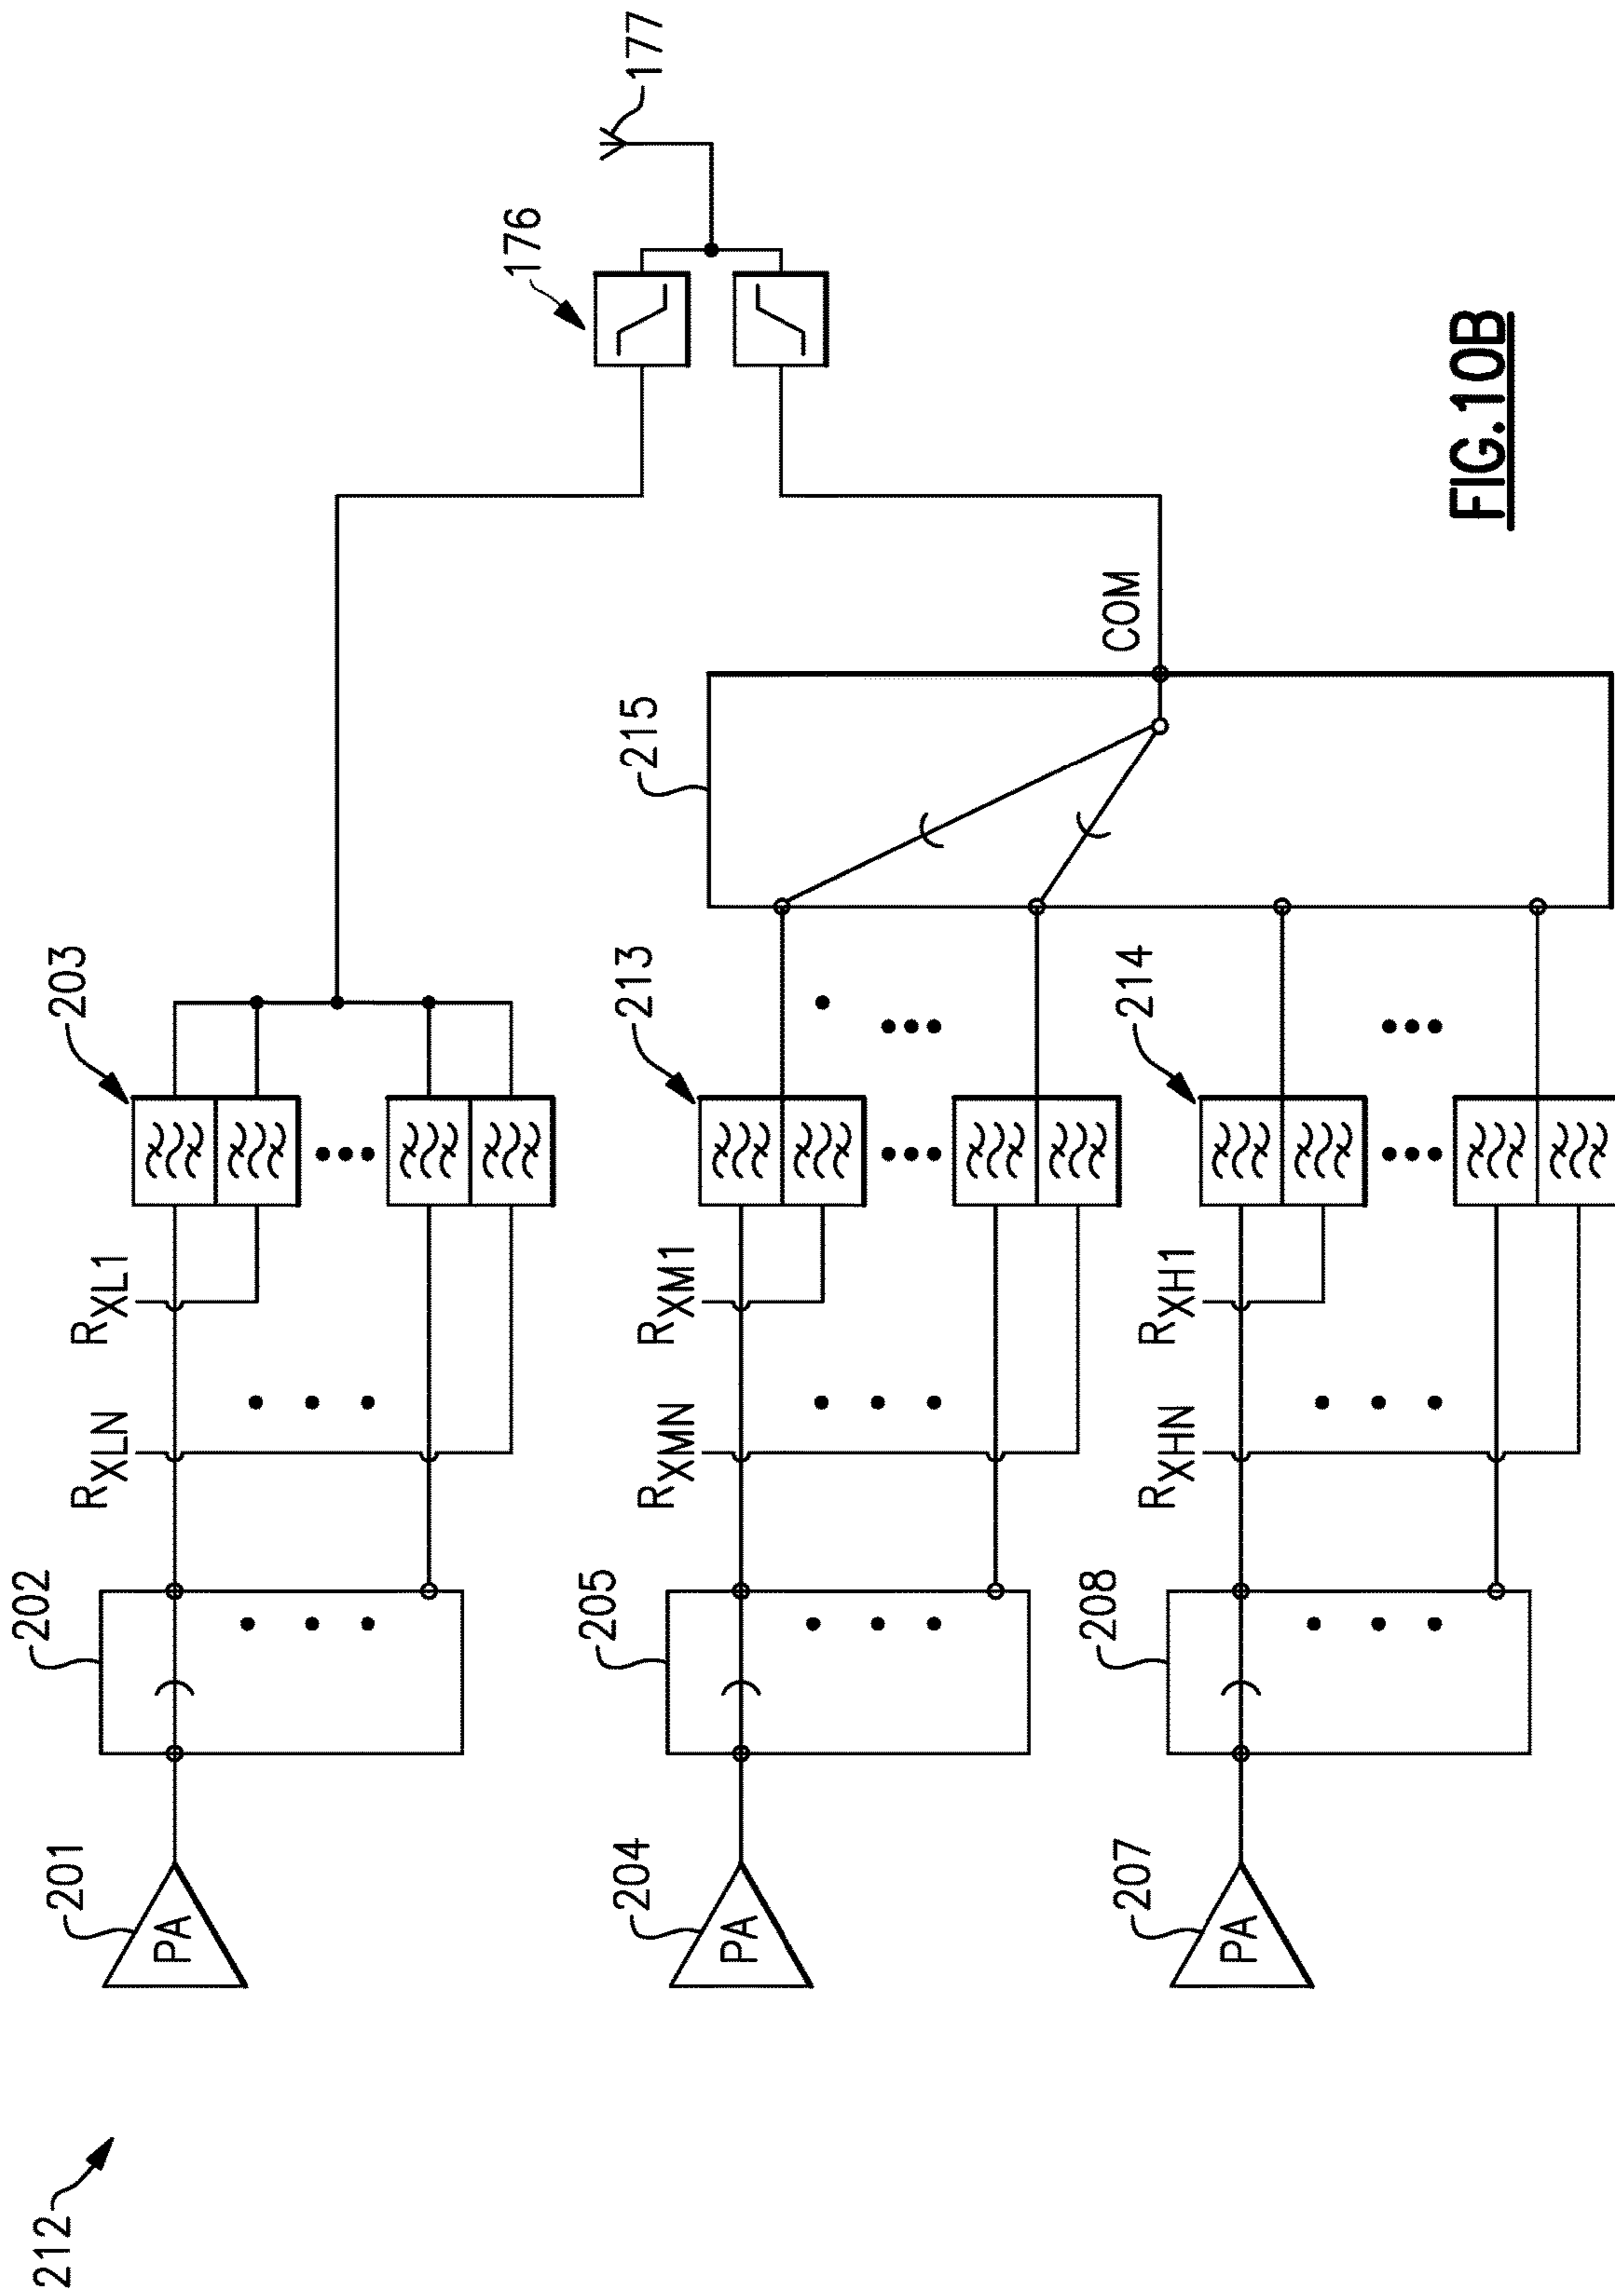 212
201
PA
202
RXLN
RXL1
203
176
177
204
PA
205
RXMN
RXM1
213
215
COM
207
PA
208
RXHN
RXH1
214
FIG.10B